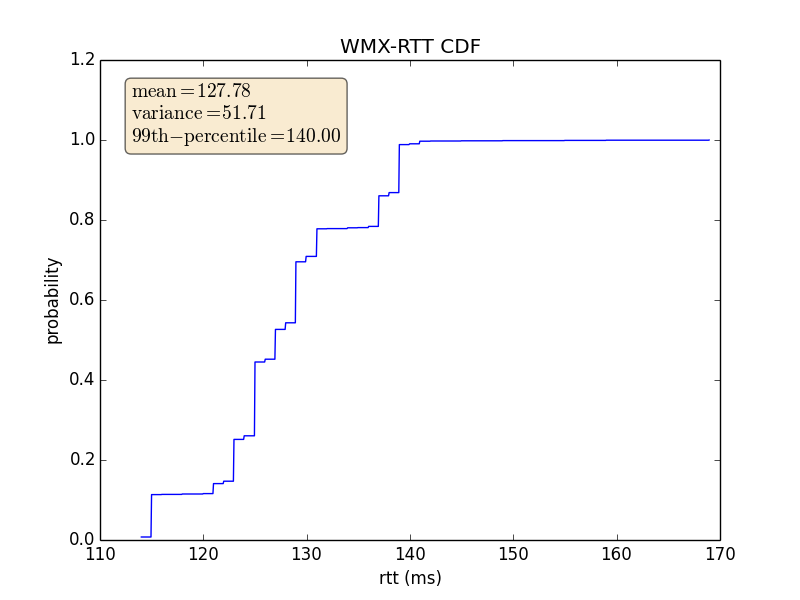 WMX-RTT CDF
1.2
mean=127.78
variance=51.71
99th−percentile=140.00
1.0
0.8
0.6
0.4
0.2
0.0
probability
110 120 130 140 150 160 170
rtt (ms)